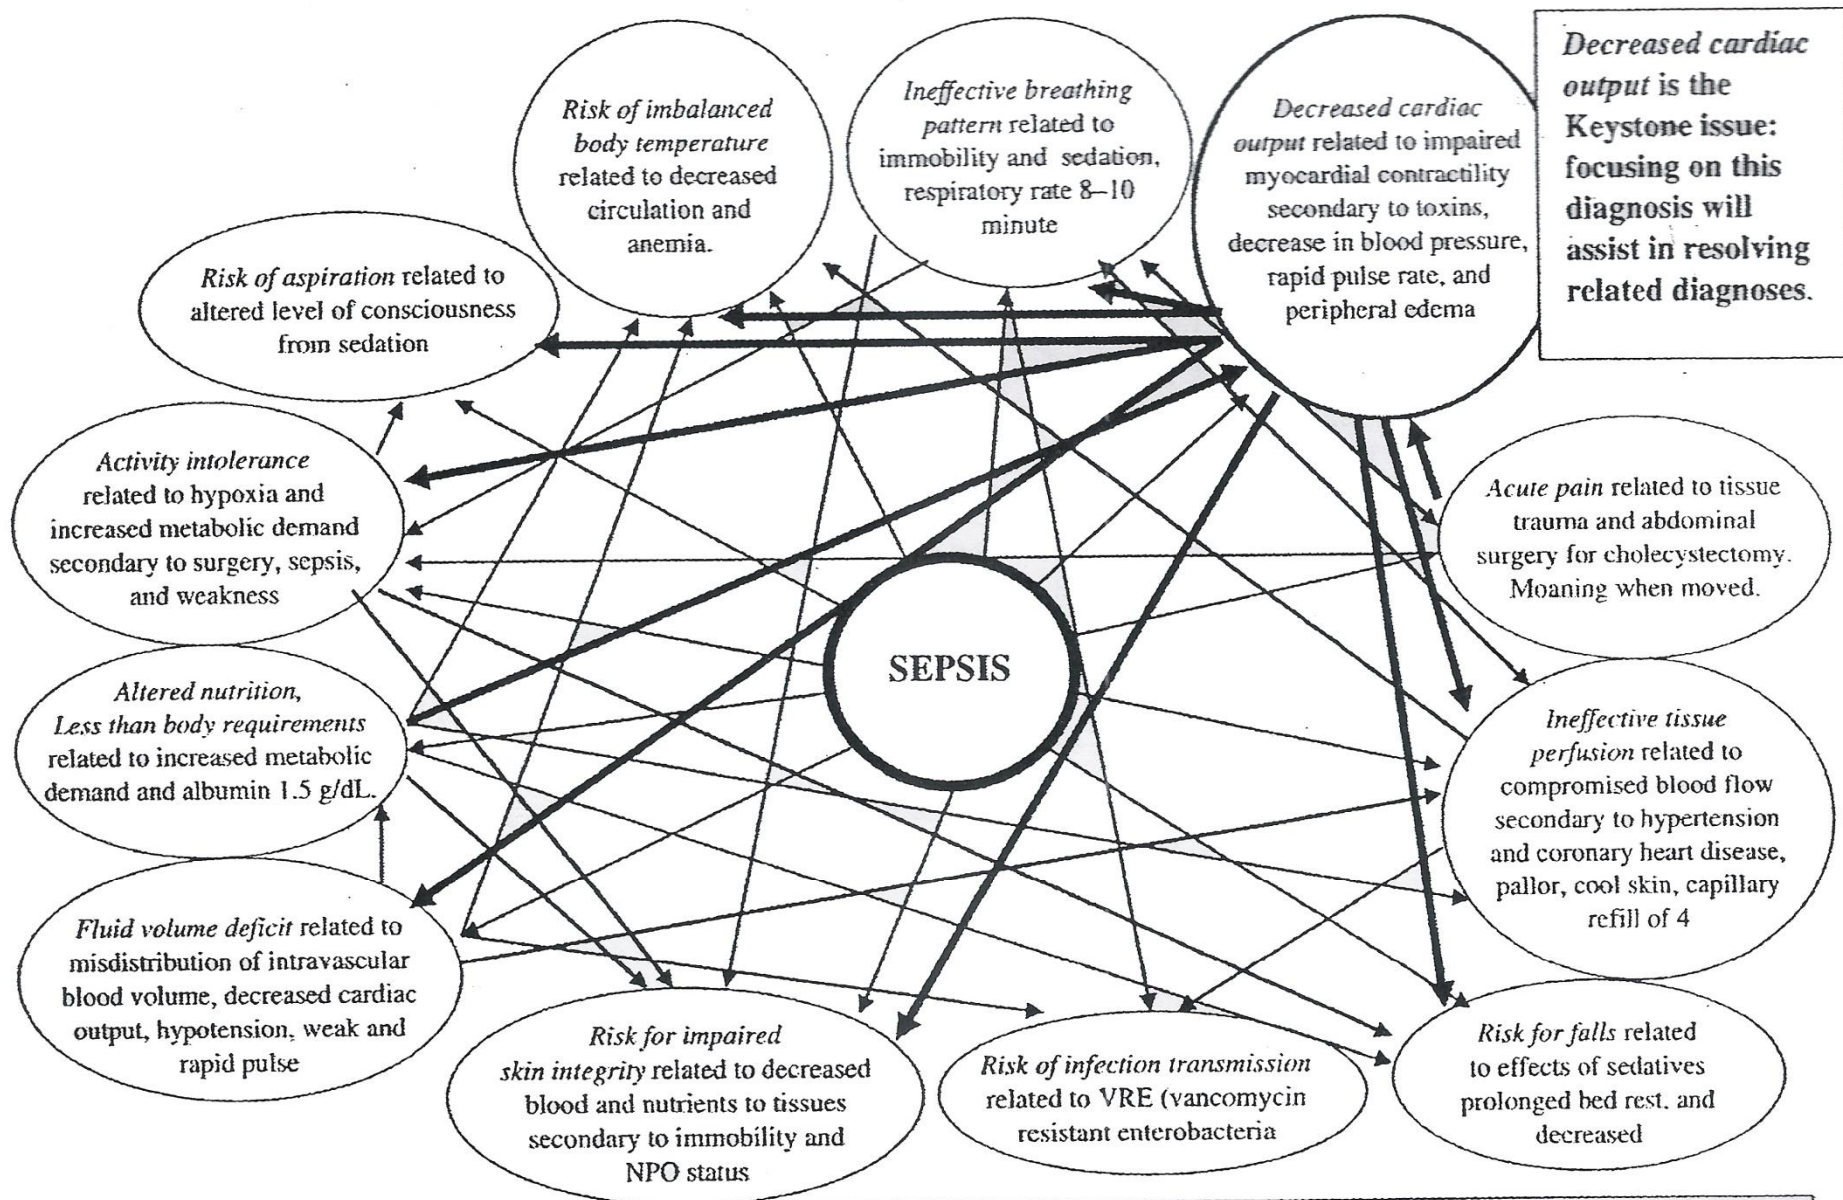 Risk of imbalanced
body temperature
related to decreased
circulation and
anemia.
Ineffective breathing
pattern related to
immobility and sedation,
respiratory rate 8–10
minute
Decreased cardiac
output related to impaired
myocardial contractility
secondary to toxins,
decrease in blood pressure,
rapid pulse rate, and
peripheral edema
Decreased cardiac
output is the
Keystone issue:
focusing on this
diagnosis will
assist in resolving
related diagnoses.
Risk of aspiration related to
altered level of consciousness
from sedation
Activity intolerance
related to hypoxia and
increased metabolic demand
secondary to surgery, sepsis,
and weakness
Acute pain related to tissue
trauma and abdominal
surgery for cholecystectomy.
Moaning when moved.
SEPSIS
Altered nutrition,
Less than body requirements
related to increased metabolic
demand and albumin 1.5 g/dL.
Ineffective tissue
perfusion related to
compromised blood flow
secondary to hypertension
and coronary heart disease,
pallor, cool skin, capillary
refill of 4
Fluid volume deficit related to
misdistribution of intravascular
blood volume, decreased cardiac
output, hypotension, weak and
rapid pulse
Risk for impaired
skin integrity related to decreased
blood and nutrients to tissues
secondary to immobility and
NPO status
Risk of infection transmission
related to VRE (vancomycin
resistant enterobacteria
Risk for falls related
to effects of sedatives
prolonged bed rest. and
decreased